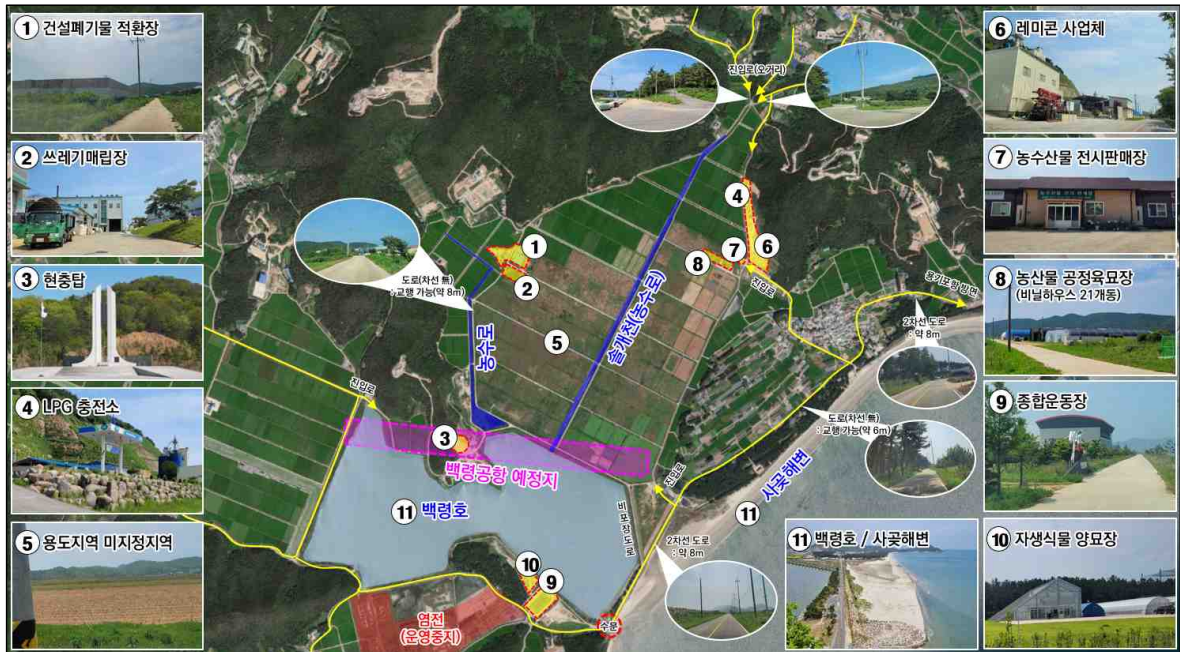 ① 건설폐기물 적환장
② 쓰레기매립장
③ 현충탑
④ LPG 충전소
⑤ 용도지역 미지정지역
진입로(오거리)
④
①
⑦
⑥
⑧
②
도로(차선 無)
: 교행 가능(약 8m)
진입로
용기포항 방면
솔개천(농수로)
농수로
⑤
2차선 도로
: 약 8m
진입로
도로(차선 無)
: 교행 가능(약 6m)
③
백령공항 예정지
진입로
사곶해변
⑪
⑪ 백령호
비포장도로
2차선 도로
: 약 8m
⑩
⑨
염전
(운영중지)
수문
⑥ 레미콘 사업체
⑦ 농수산물 전시판매장
⑧ 농산물 공정육묘장
(비닐하우스 21개동)
⑨ 종합운동장
⑪ 백령호 / 사곶해변
⑩ 자생식물 양묘장